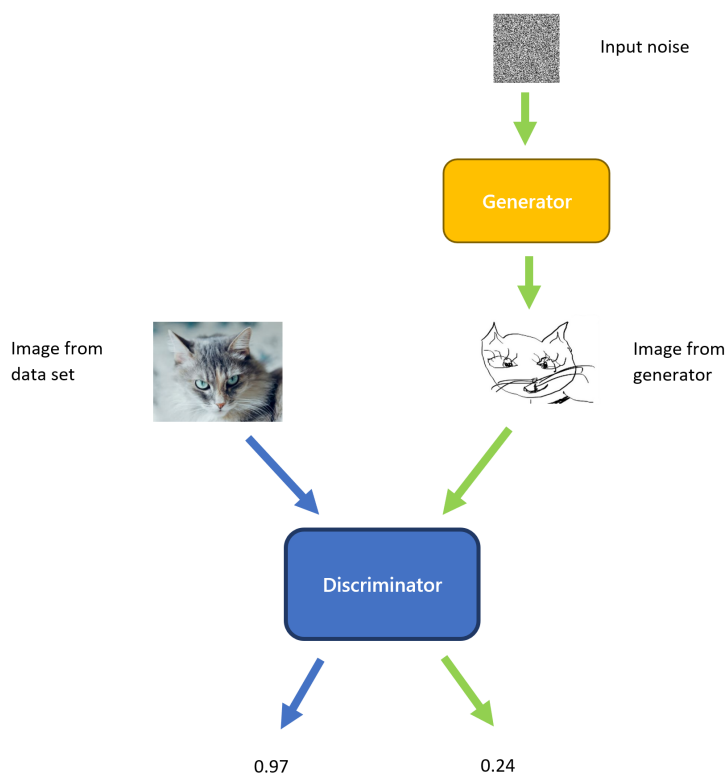 Input noise
Generator
Image from
data set
Image from
generator
Discriminator
0.97
0.24